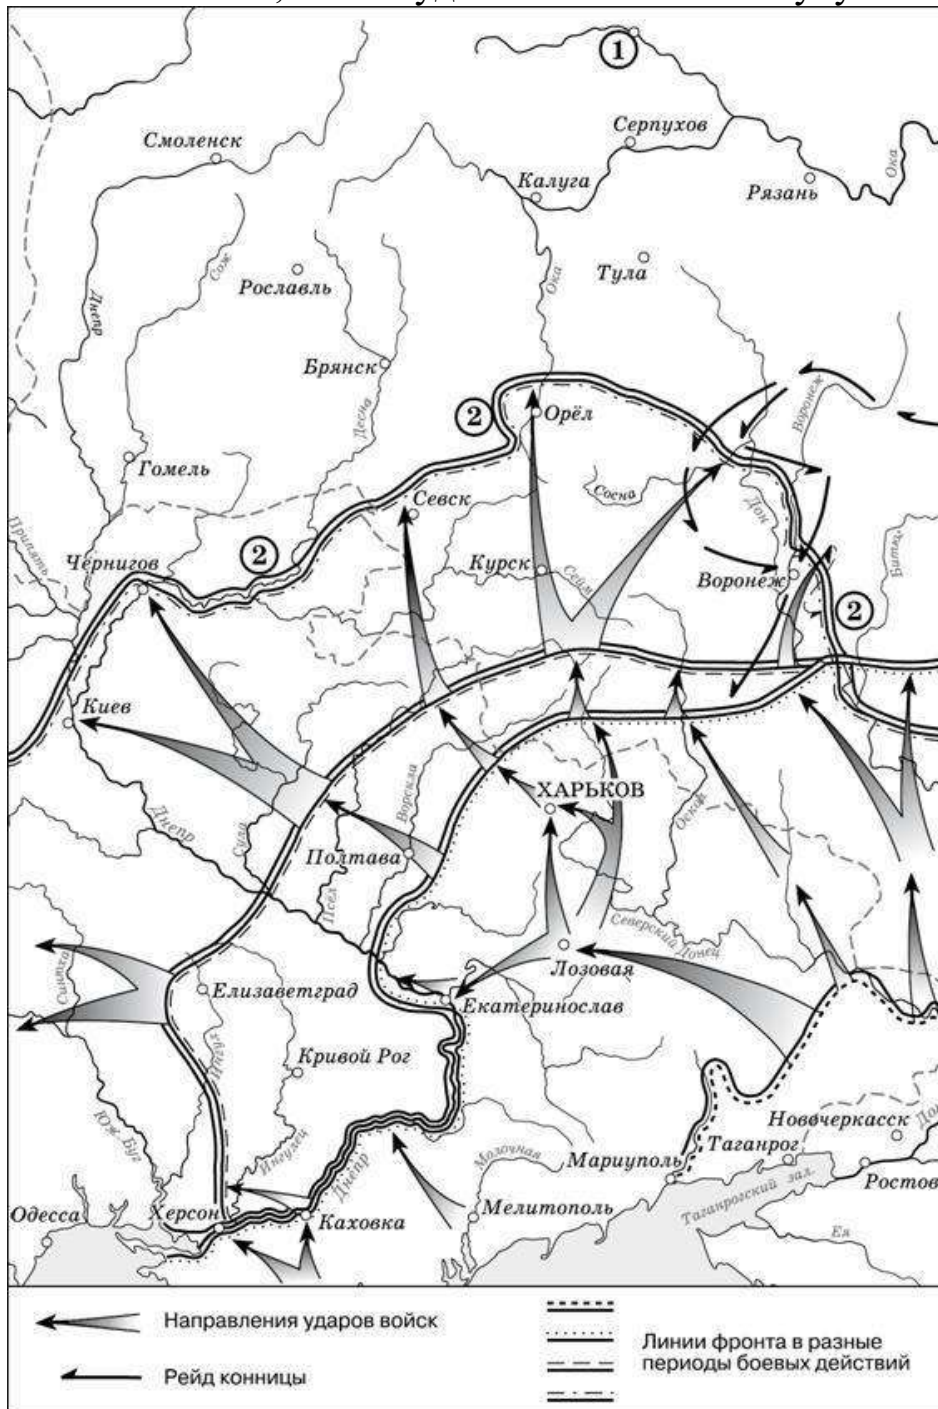 1
Серпухов
Смоленск
Ока
Калуга
Рязань
Сож
Тула
Рославль
Ока
Днепр
Брянск
Воронеж
2
Орёл
Десна
Гомель
Севск
Сосна
Дон
Припять
2
Чернигов
Курск
Сейм
Воронеж
Битюг
2
Киев
ХАРЬКОВ
Ворскла
Оскол
Днепр
Сула
Полтава
Псёл
Северский Донец
Лозовая
Синюха
Елизаветград
Екатеринослав
Ингул
Кривой Рог
Новочеркасск
Юж. Буг
Ингулец
Днепр
Молочная
Мариуполь
Таганрог
Таганрогский зал.
Ростов
Одесса
Херсон
Каховка
Мелитополь
Ея
Направления ударов войск
Рейд конницы
Линии фронта в разные
периоды боевых действий